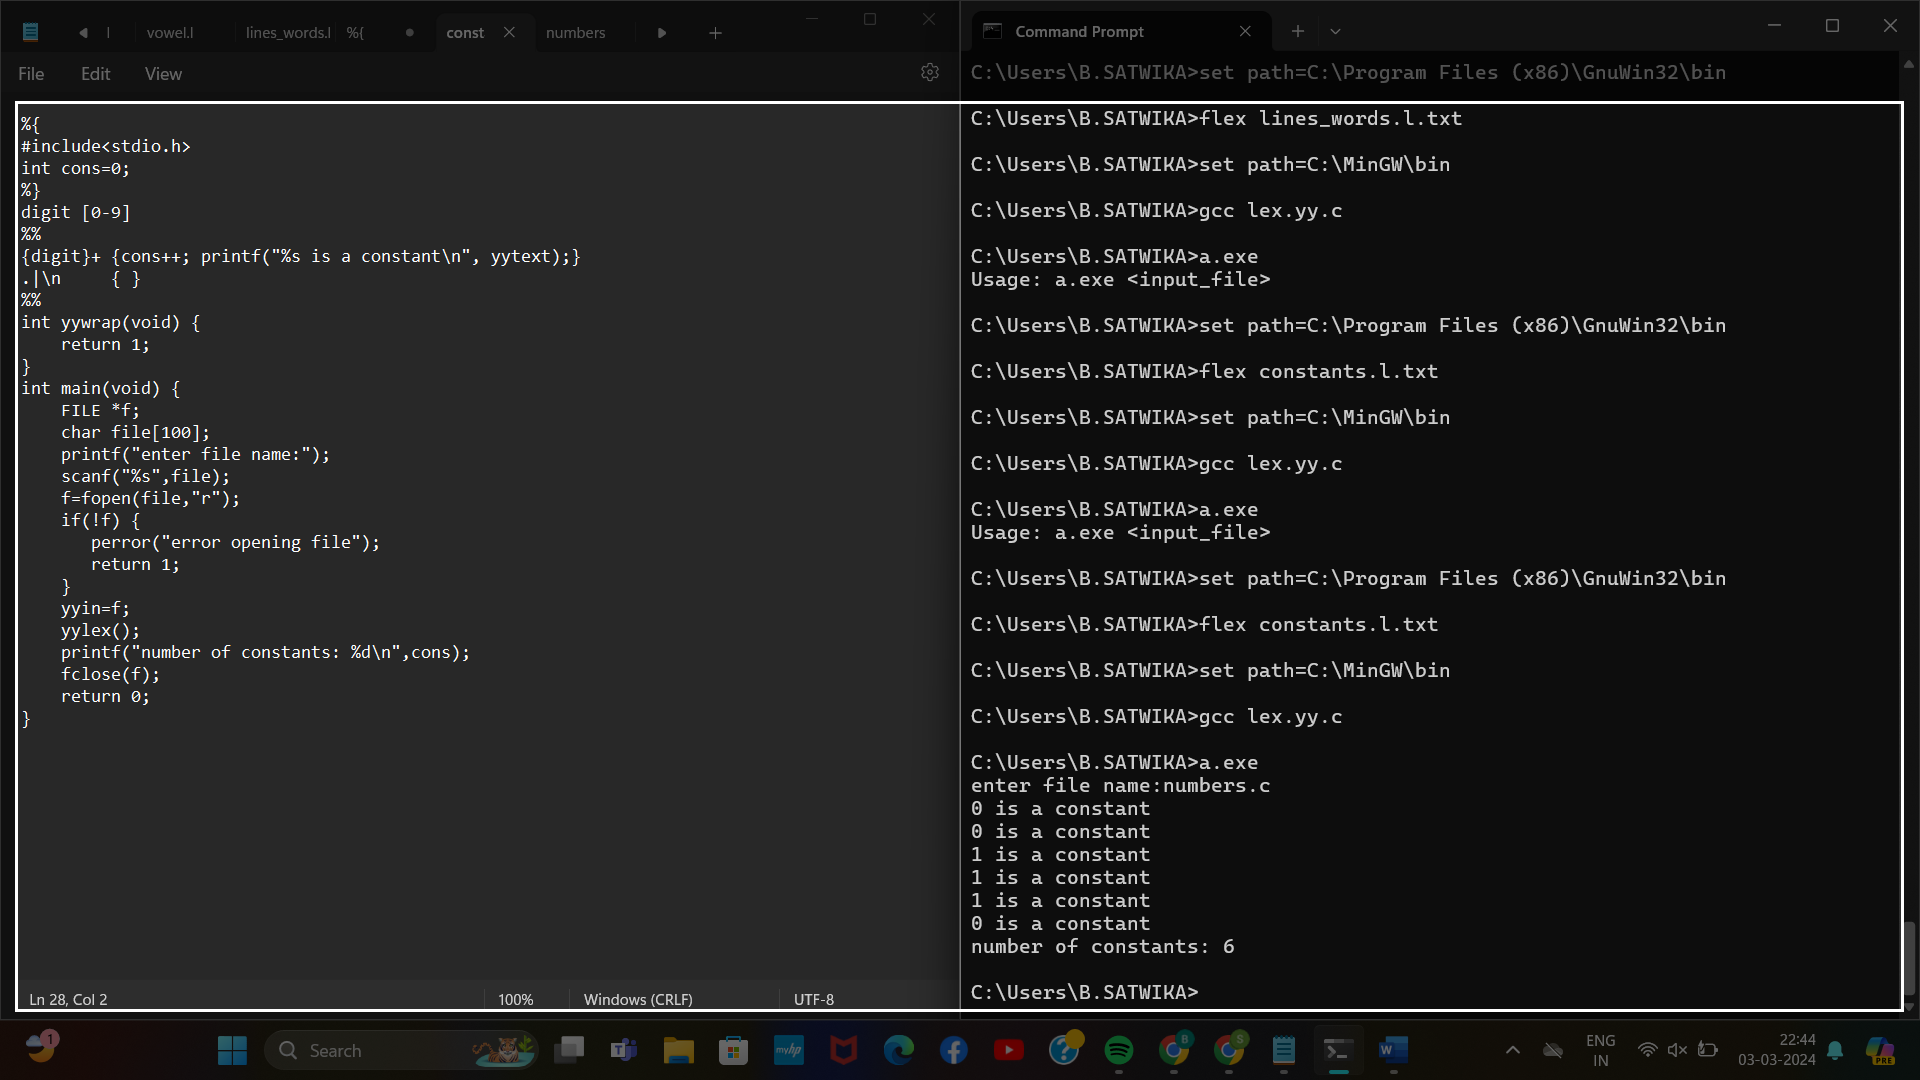 vowel.l
lines_words.l
%{
const
numbers
File
Edit
View
%{
#include<stdio.h>
int cons=0;
%}
digit [0-9]
%%
{digit}+ {cons++; printf("%s is a constant\n", yytext);}
.|\n     { }
%%
int yywrap(void) {
    return 1;
}
int main(void) {
    FILE *f;
    char file[100];
    printf("enter file name:");
    scanf("%s",file);
    f=fopen(file,"r");
    if(!f) {
       perror("error opening file");
       return 1;
    }
    yyin=f;
    yylex();
    printf("number of constants: %d\n",cons);
    fclose(f);
    return 0;
}
Ln 28, Col 2
100%
Windows (CRLF)
UTF-8
Command Prompt
C:\Users\B.SATWIKA>set path=C:\Program Files (x86)\GnuWin32\bin
C:\Users\B.SATWIKA>flex lines_words.l.txt
C:\Users\B.SATWIKA>set path=C:\MinGW\bin
C:\Users\B.SATWIKA>gcc lex.yy.c
C:\Users\B.SATWIKA>a.exe
Usage: a.exe <input_file>
C:\Users\B.SATWIKA>set path=C:\Program Files (x86)\GnuWin32\bin
C:\Users\B.SATWIKA>flex constants.l.txt
C:\Users\B.SATWIKA>set path=C:\MinGW\bin
C:\Users\B.SATWIKA>gcc lex.yy.c
C:\Users\B.SATWIKA>a.exe
Usage: a.exe <input_file>
C:\Users\B.SATWIKA>set path=C:\Program Files (x86)\GnuWin32\bin
C:\Users\B.SATWIKA>flex constants.l.txt
C:\Users\B.SATWIKA>set path=C:\MinGW\bin
C:\Users\B.SATWIKA>gcc lex.yy.c
C:\Users\B.SATWIKA>a.exe
enter file name:numbers.c
0 is a constant
0 is a constant
1 is a constant
1 is a constant
1 is a constant
0 is a constant
number of constants: 6
C:\Users\B.SATWIKA>
1
Search
myhp
B
S
W
ENG
IN
22:44
03-03-2024
PRE